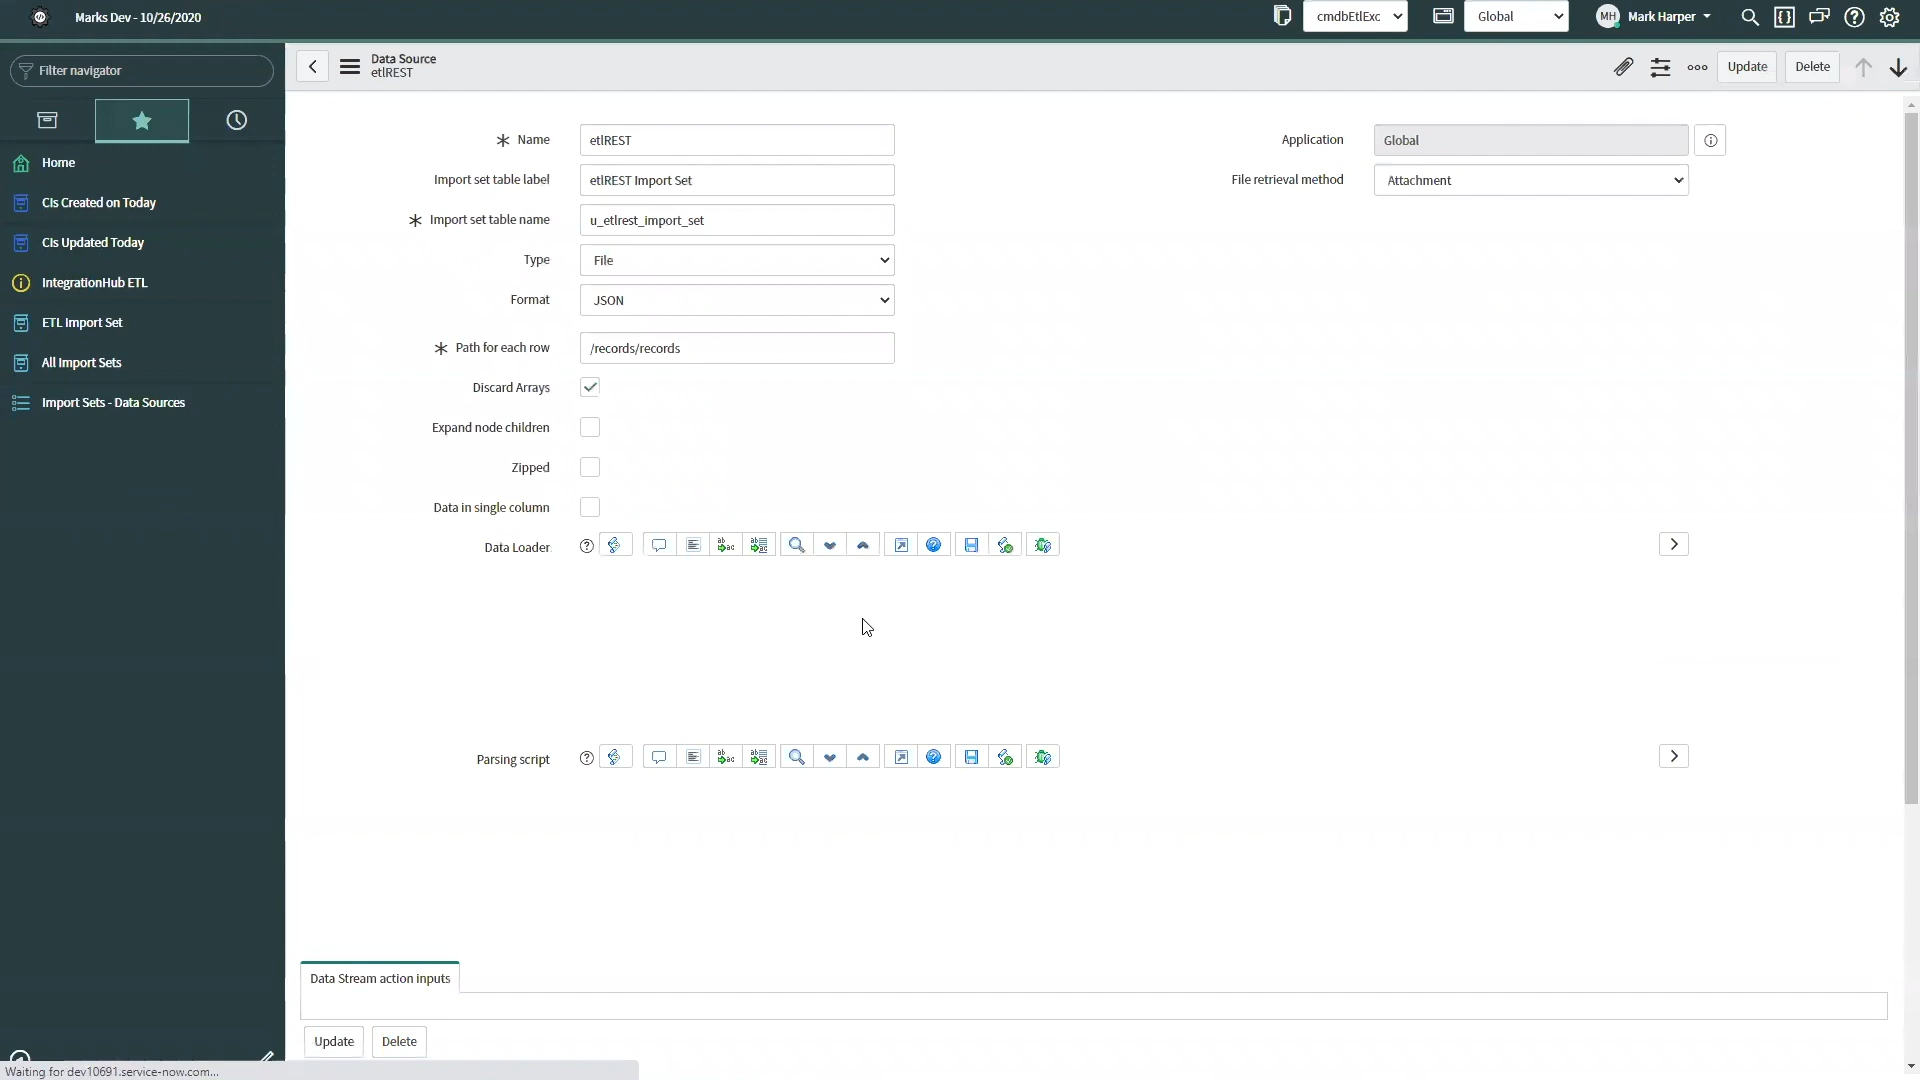 Marks Dev - 10/26/2020
cmdbEtlExc
Global
MH
Mark Harper
Filter navigator
Data Source
etlREST
Update
Delete
Home
CIs Created on Today
CIs Updated Today
IntegrationHub ETL
ETL Import Set
All Import Sets
Import Sets - Data Sources
Name
etlREST
Application
Global
Import set table label
etlREST Import Set
File retrieval method
Attachment
Import set table name
u_etlrest_import_set
Type
File
Format
JSON
Path for each row
/records/records
Discard Arrays
Expand node children
Zipped
Data in single column
Data Loader
Parsing script
Data Stream action inputs
Update
Delete
Waiting for dev10691.service-now.com...